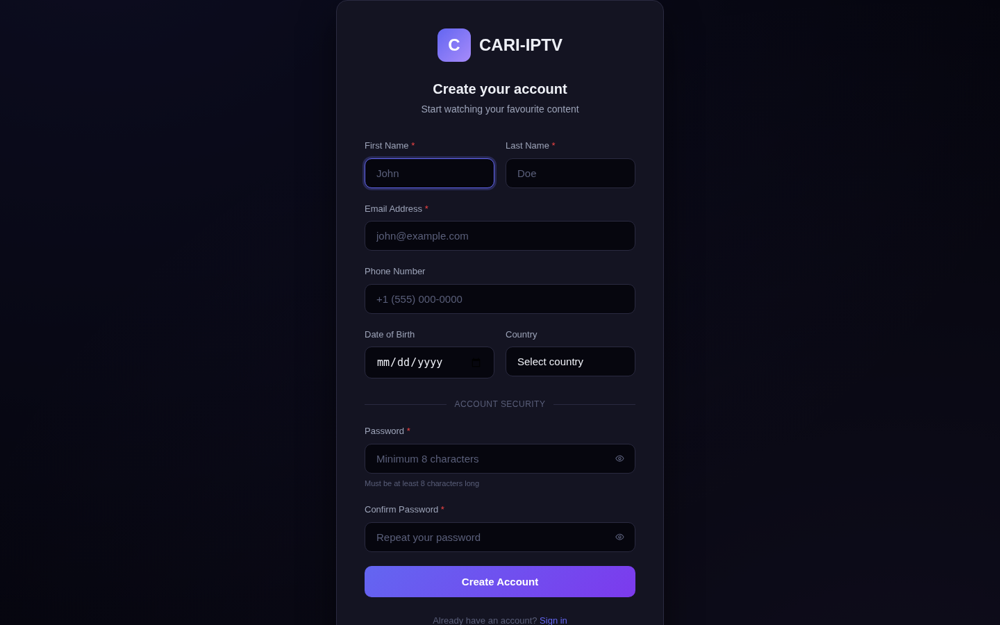 C CARI-IPTV
Create your account
Start watching your favourite content
First Name * Last Name *
John Doe
Email Address *
john@example.com
Phone Number
+1 (555) 000-0000
Date of Birth Country
mm/dd/yyyy Select country
ACCOUNT SECURITY
Password *
Minimum 8 characters
Must be at least 8 characters long
Confirm Password *
Repeat your password
Create Account
Already have an account? Sign in